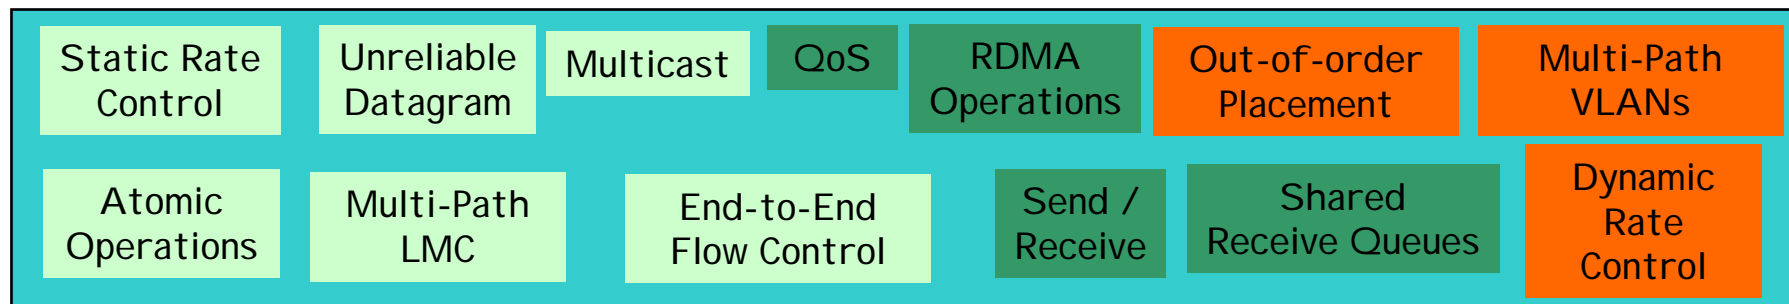 Static Rate
Control
Unreliable
Datagram
Multicast
QoS
RDMA
Operations
Out-of-order
Placement
Multi-Path
VLANs
Atomic
Operations
Multi-Path
LMC
End-to-End
Flow Control
Send /
Receive
Shared
Receive Queues
Dynamic
Rate
Control